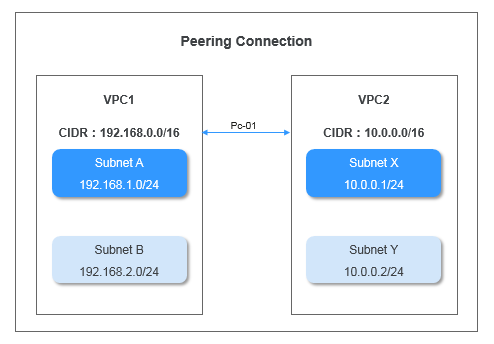 Peering Connection
VPC1
CIDR : 192.168.0.0/16
Subnet A
192.168.1.0/24
Subnet B
192.168.2.0/24
Pc-01
VPC2
CIDR : 10.0.0.0/16
Subnet X
10.0.0.1/24
Subnet Y
10.0.0.2/24